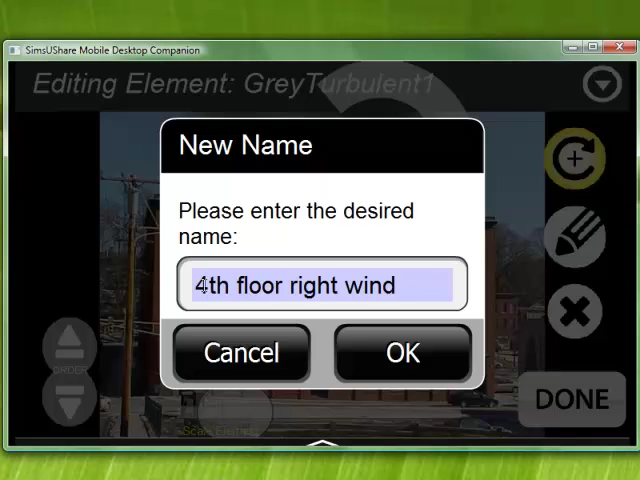 SimsUShare Mobile Desktop Companion
Editing Element: GreyTurbulent1
New Name
Please enter the desired
name:
4th floor right wind
Cancel
OK
ORDER
DONE